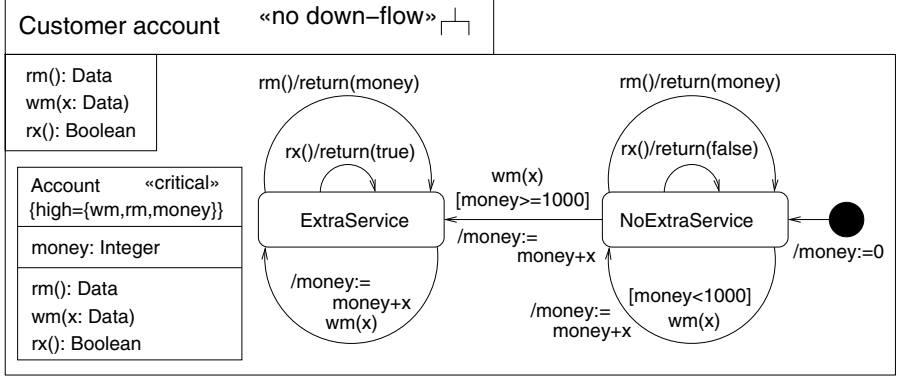 Customer account «no down−flow»
rm(): Data
wm(x: Data)
rx(): Boolean
Account «critical»
{high={wm,rm,money}}
money: Integer
rm(): Data
wm(x: Data)
rx(): Boolean
rm()/return(money)
rx()/return(true)
ExtraService
/money:=
money+x
wm(x)
wm(x)
[money>=1000]
/money:=
money+x
rm()/return(money)
rx()/return(false)
NoExtraService
[money<1000]
wm(x)
/money:=
money+x
/money:=0